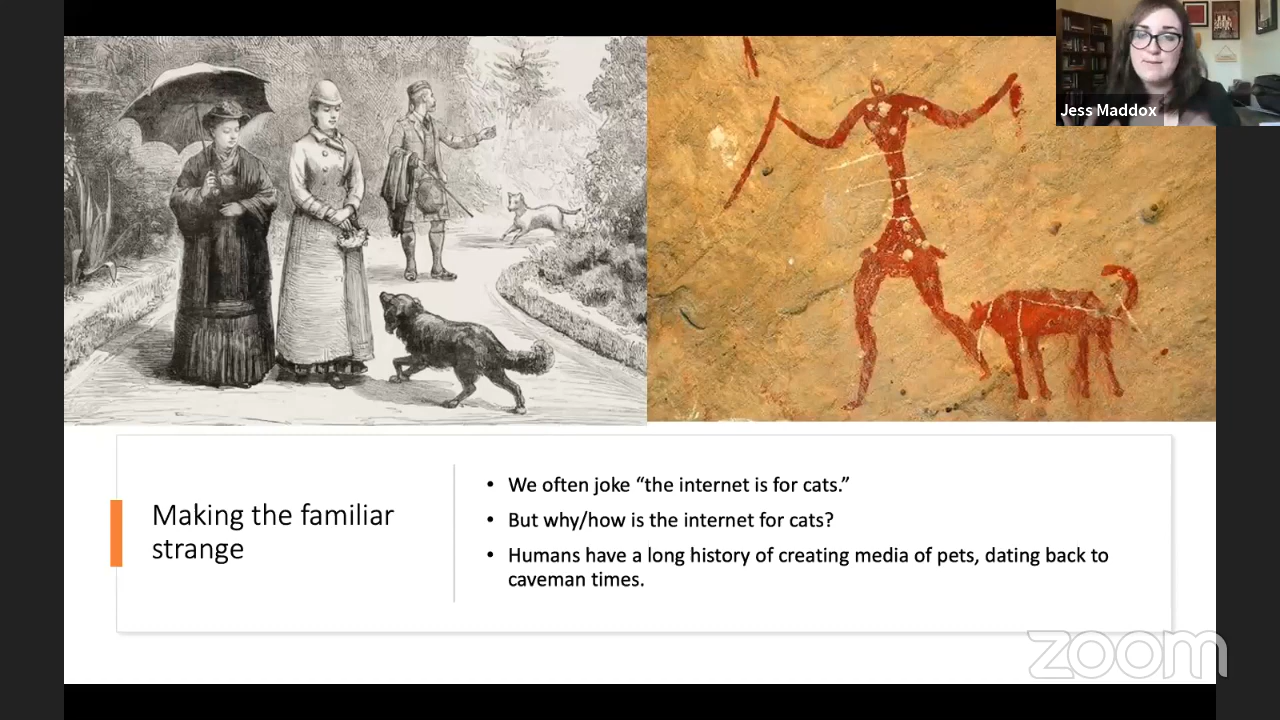 Jess Maddox
Making the familiar
strange
• We often joke “the internet is for cats.”
• But why/how is the internet for cats?
• Humans have a long history of creating media of pets, dating back to
caveman times.
zoom